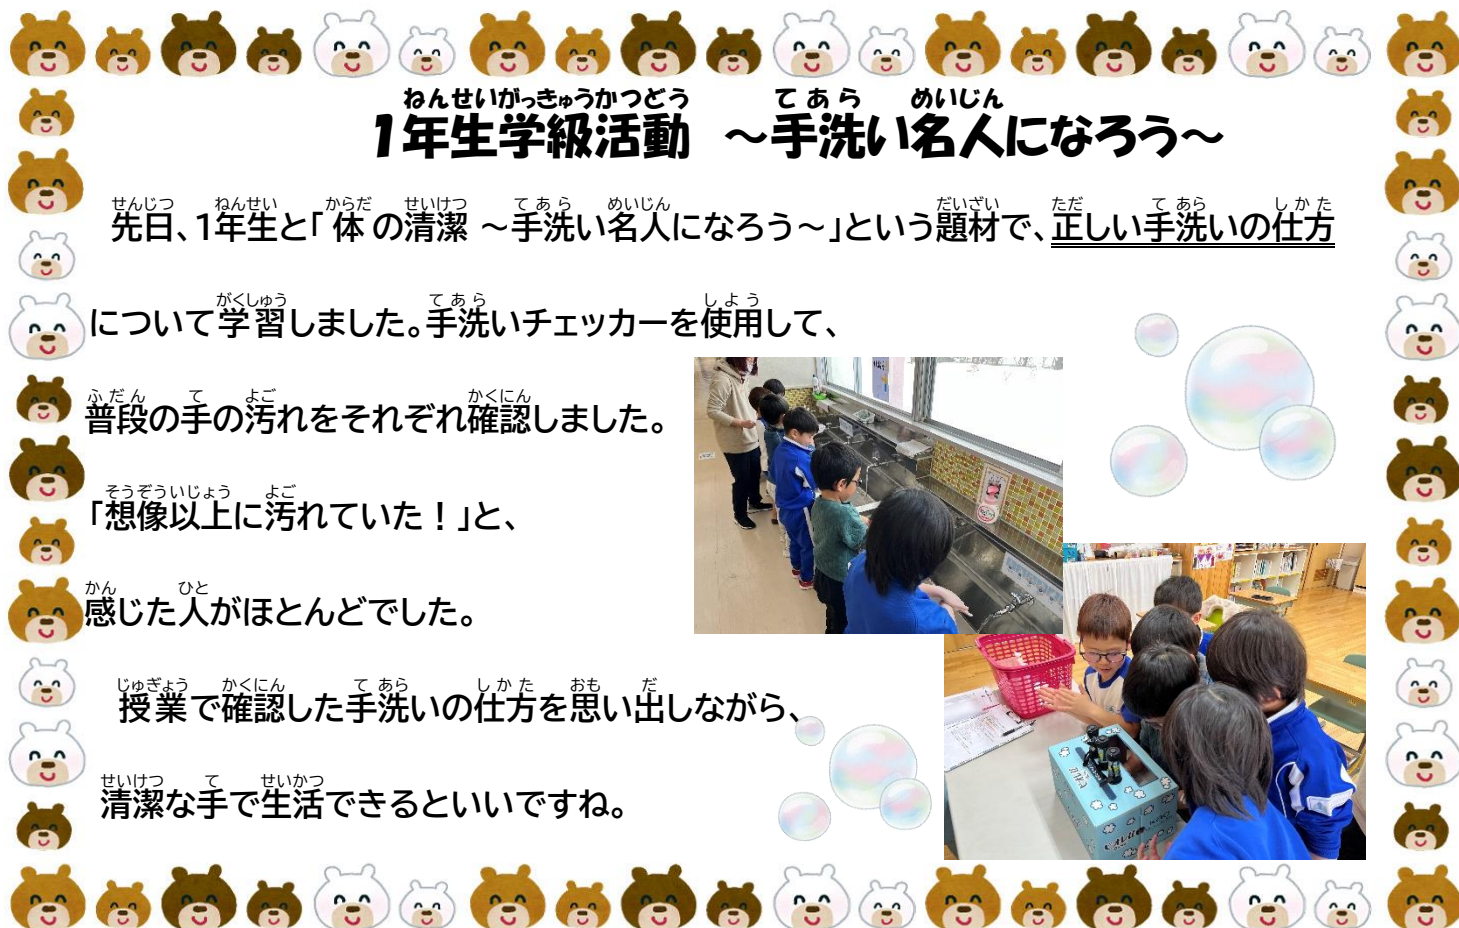 ねんせいがっきゅうかつどう てあら めいじん
1年生学級活動 ～手洗い名人になろう～
せんじつ ねんせい からだ せいけつ てあら めいじん だいざい ただ てあら しかた
先日、1年生と「体の清潔 ～手洗い名人になろう～」という題材で、正しい手洗いの仕方
がくしゅう てあら しよう
について学習しました。手洗いチェッカーを使用して、
ふだん て よご かくにん
普段の手の汚れをそれぞれ確認しました。
そうぞういじょう よご
「想像以上に汚れていた！」と、
かん ひと
感じた人がほとんどでした。
じゅぎょう かくにん てあら しかた おも だ
授業で確認した手洗いの仕方を思い出しながら、
せいけつ て せいかつ
清潔な手で生活できるといいですね。